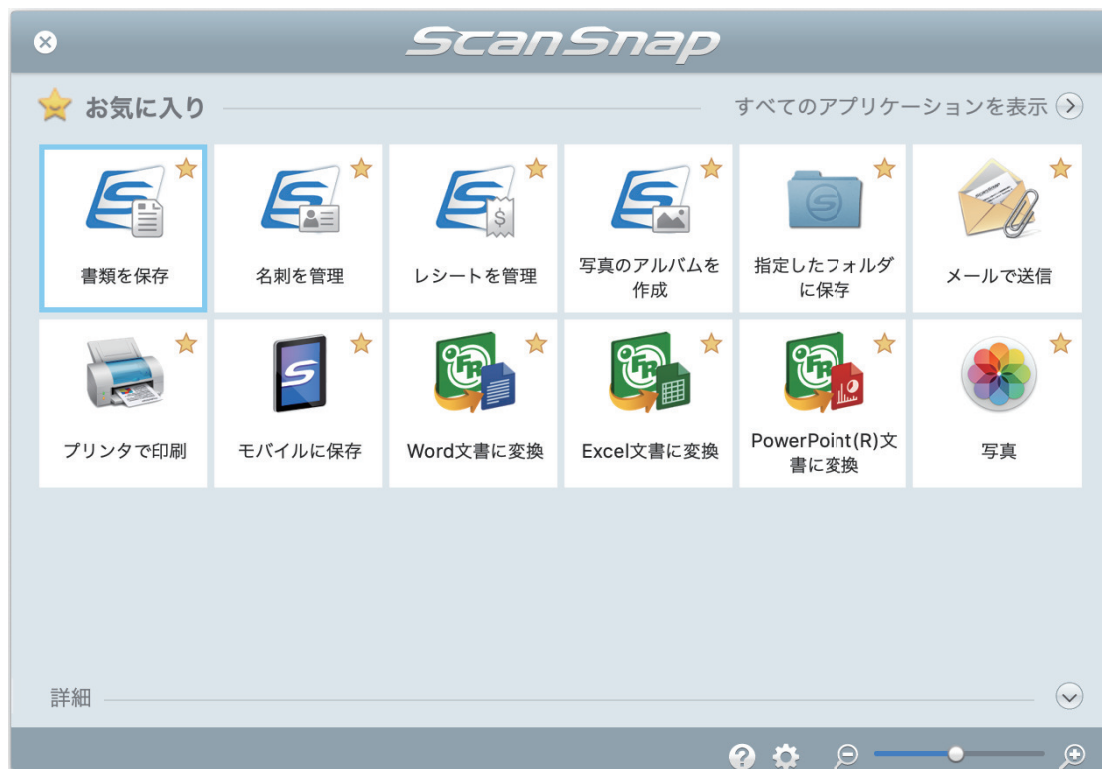 ScanSnap
お気に入り
すべてのアプリケーションを表示
書類を保存
名刺を管理
レシートを管理
写真のアルバムを
作成
指定したフォルダ
に保存
メールで送信
プリンタで印刷
モバイルに保存
Word文書に変換
Excel文書に変換
PowerPoint(R)文
書に変換
写真
詳細